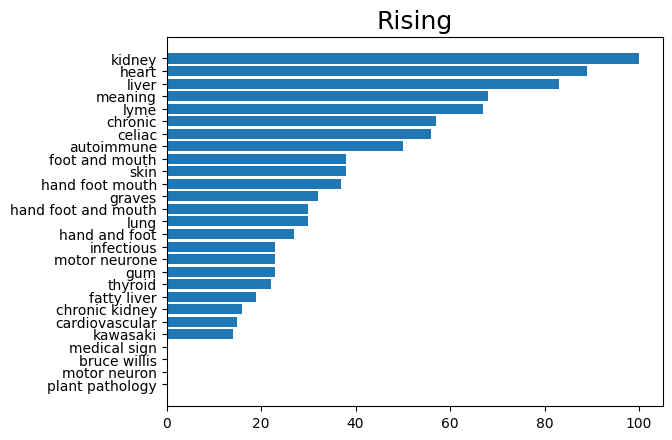 Rising
kidney
heart
liver
meaning
lyme
chronic
celiac
autoimmune
foot and mouth
skin
hand foot mouth
graves
hand foot and mouth
lung
hand and foot
infectious
motor neurone
gum
thyroid
fatty liver
chronic kidney
cardiovascular
kawasaki
medical sign
bruce willis
motor neuron
plant pathology
0 20 40 60 80 100